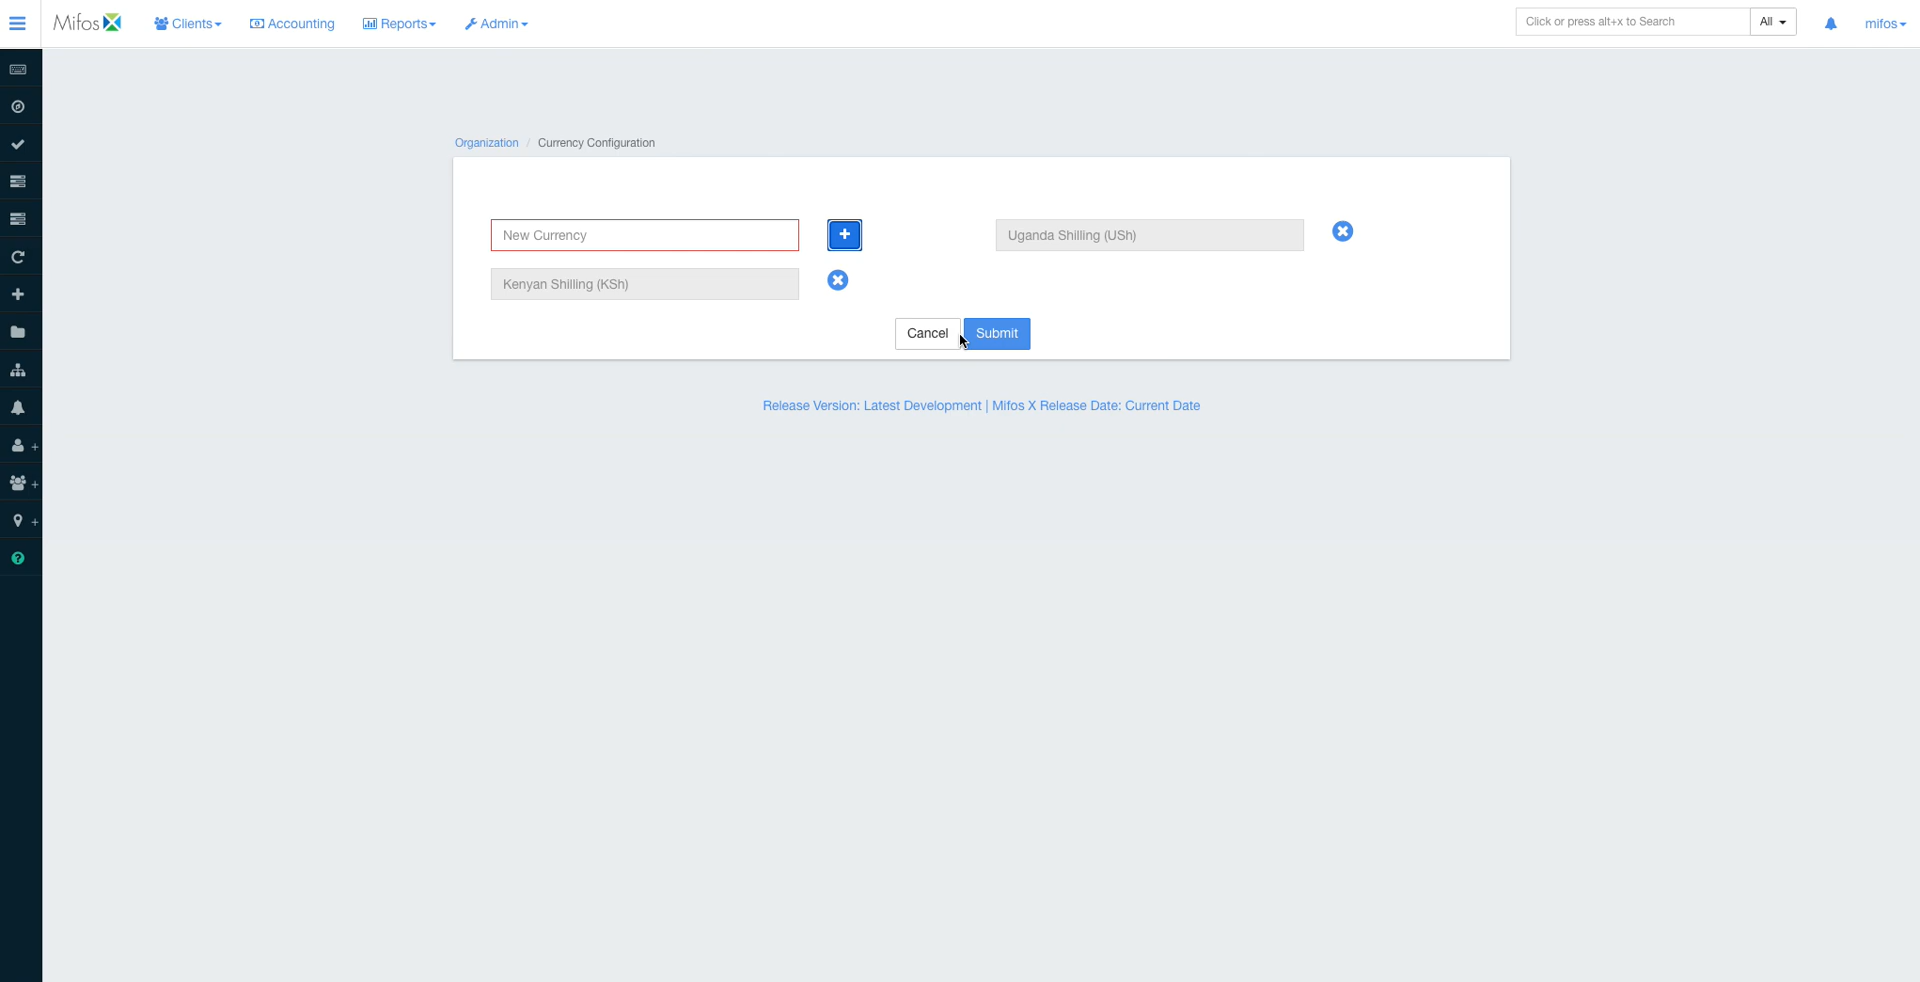 Mifos Clients Accounting Reports Admin Click or press alt+x to Search All mifos
Organization / Currency Configuration
New Currency + Uganda Shilling (USh)
Kenyan Shilling (KSh)
Cancel Submit
Release Version: Latest Development | Mifos X Release Date: Current Date